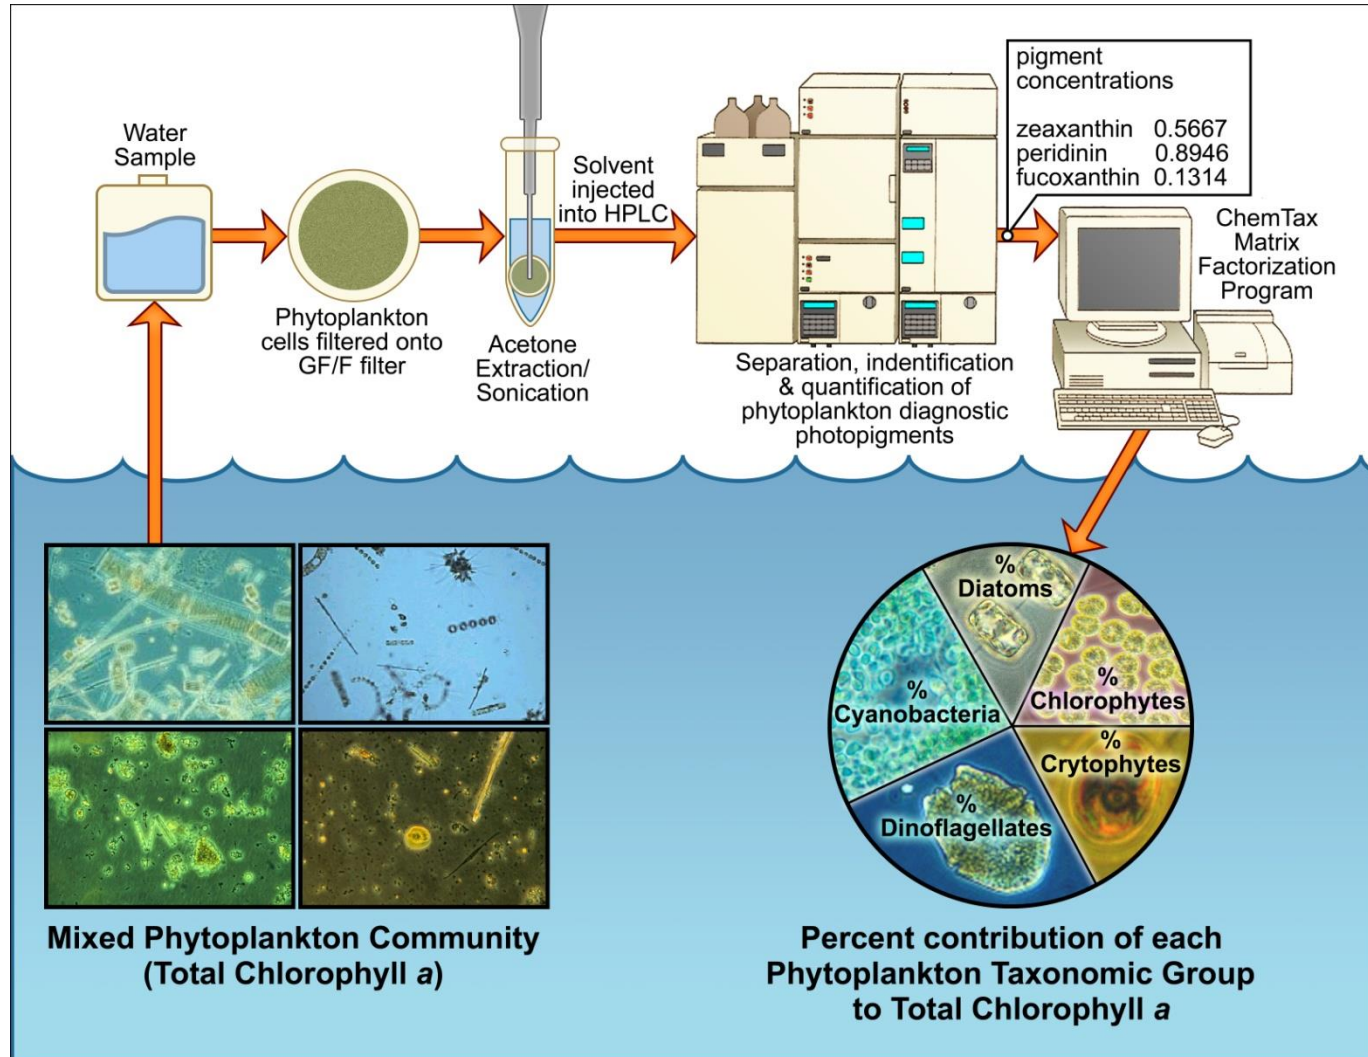 Water
Sample
Phytoplankton
cells filtered onto
GF/F filter
Acetone
Extraction/
Sonication
Solvent
injected
into HPLC
Separation, indentification
& quantification of
phytoplankton diagnostic
photopigments
pigment
concentrations
zeaxanthin 0.5667
peridinin 0.8946
fucoxanthin 0.1314
ChemTax
Matrix
Factorization
Program
%
Diatoms
%
Chlorophytes
%
Crytophytes
%
Dinoflagellates
%
Cyanobacteria
Mixed Phytoplankton Community
(Total Chlorophyll a)
Percent contribution of each
Phytoplankton Taxonomic Group
to Total Chlorophyll a